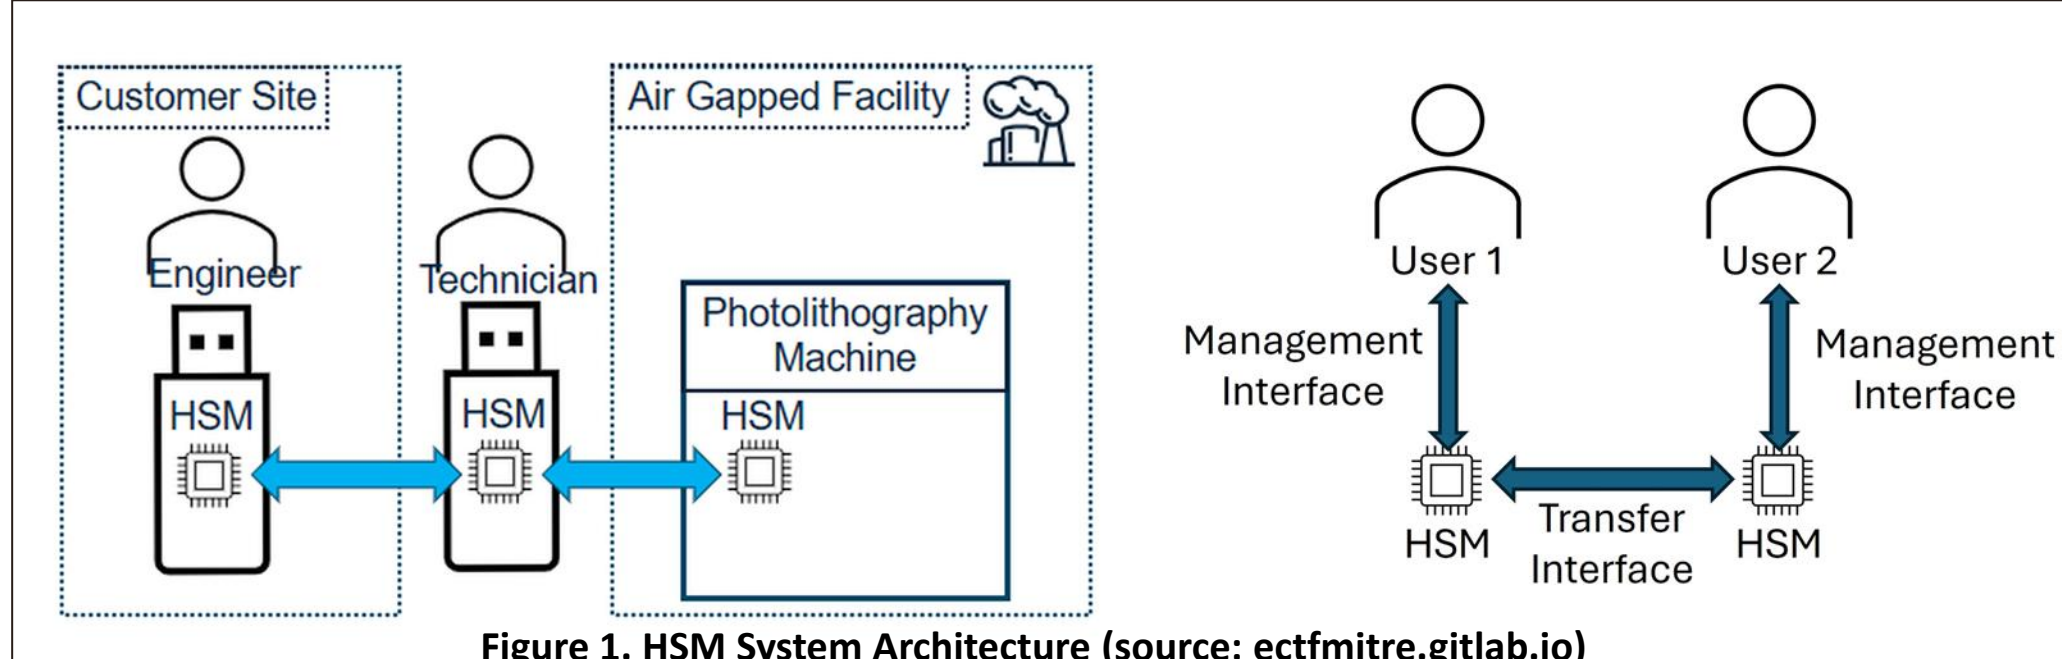 Customer Site
Engineer
HSM
Technician
HSM
Air Gapped Facility
Photolithography
Machine
HSM
User 1
Management
Interface
HSM
User 2
Management
Interface
HSM
Transfer
Interface
Figure 1. HSM System Architecture (source: ectfmitre.gitlab.io)